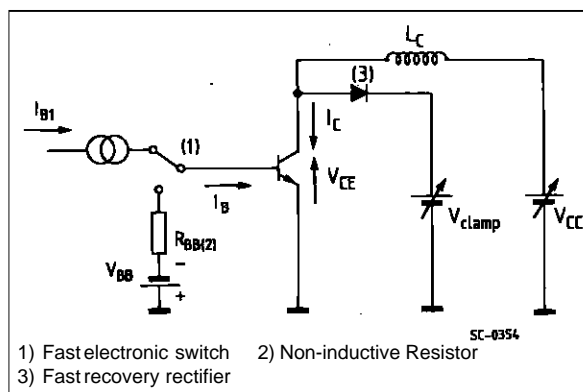 L_C
(3)
I_B1
(1)
I_C
I_B
V_CE
R_BB(2)
V_BB
-
+
V_clamp
V_CC
SC-0354
1) Fast electronic switch 2) Non-inductive Resistor
3) Fast recovery rectifier